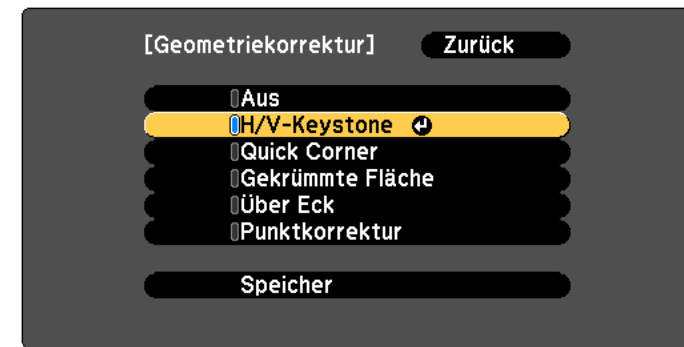 [Geometriekorrektur] Zurück
Aus
H/V-Keystone
Quick Corner
Gekrümmte Fläche
Über Eck
Punktkorrektur
Speicher